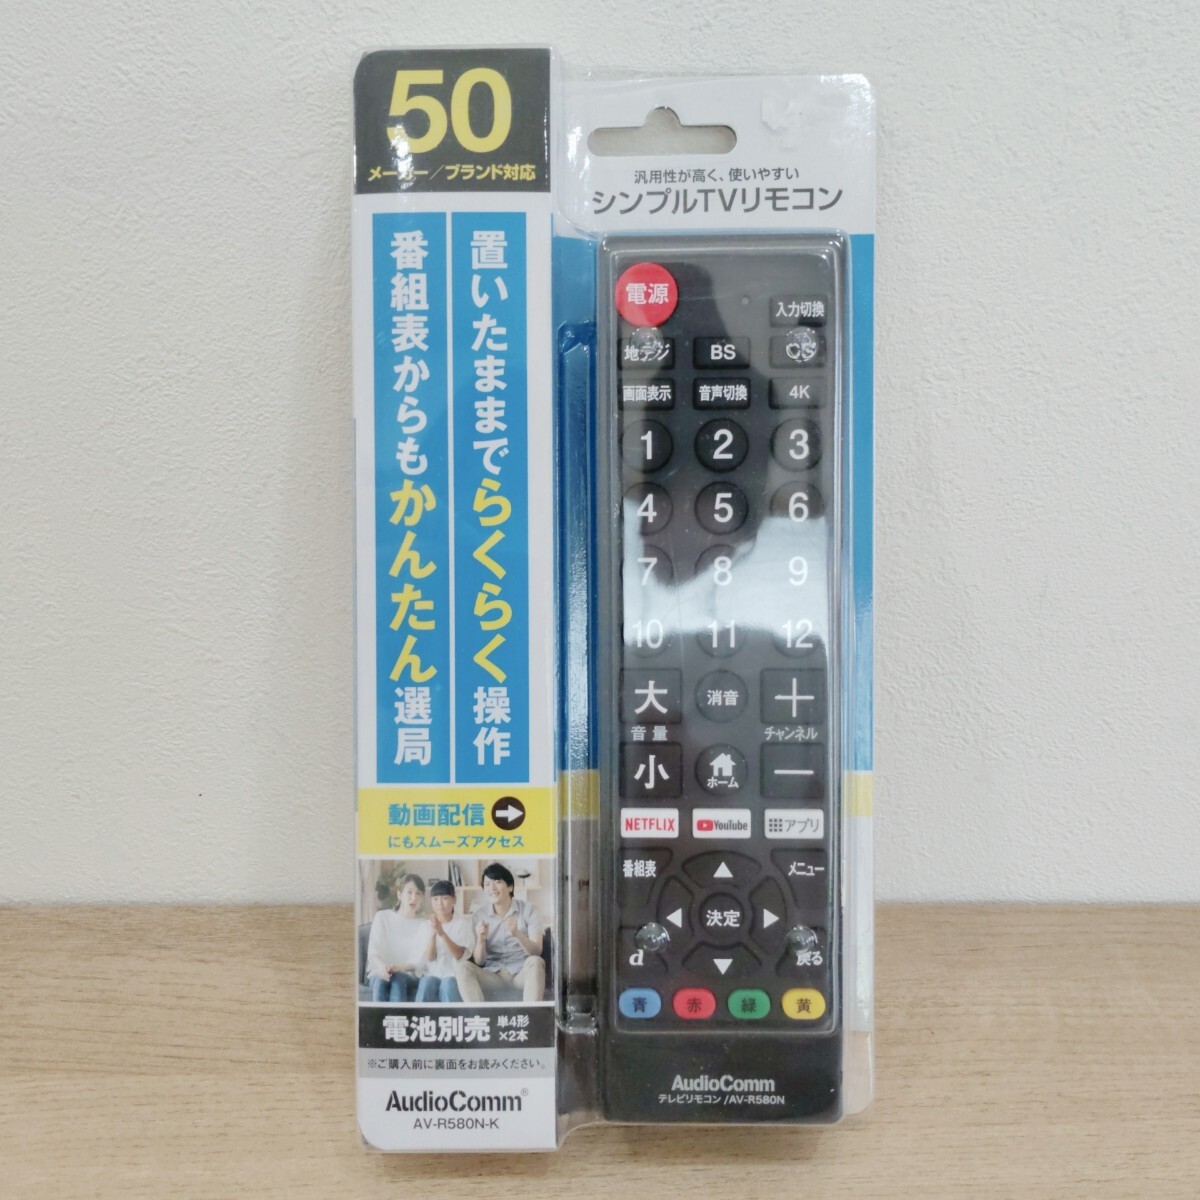 50
メーカー／ブランド対応
置いたままでらくらく操作
番組表からもかんたん選局
動画配信
にもスムーズアクセス
電池別売 単4形×2本
※ご購入前に裏面をお読みください。
AudioComm®
AV-R580N-K
汎用性が高く、使いやすい
シンプルTVリモコン
電源
入力切換
地デジ BS CS
画面表示 音声切換 4K
1 2 3
4 5 6
7 8 9
10 11 12
大 消音 ＋
音量 チャンネル
小 ホーム －
NETFLIX YouTube アプリ
番組表 メニュー
決定
d 戻る
青 赤 緑 黄
AudioComm
テレビリモコン /AV-R580N